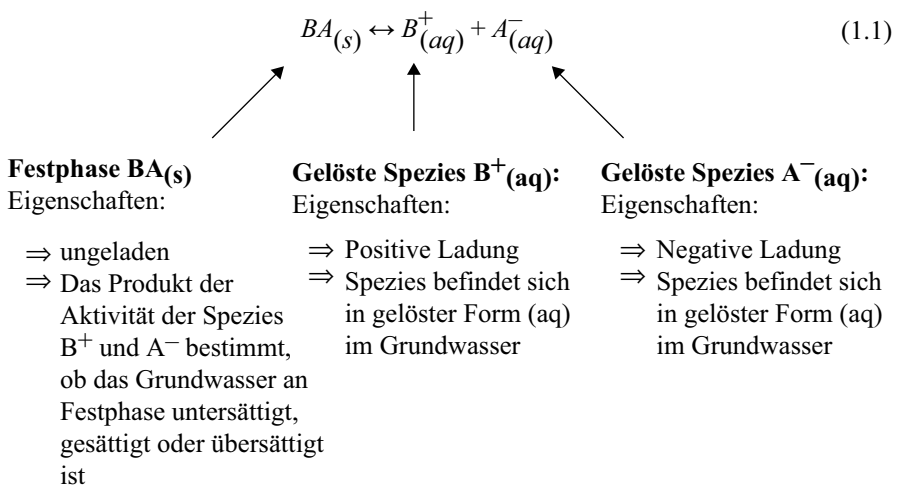 BA(s) ↔ B+(aq) + A−(aq) (1.1)
Festphase BA(s)
Eigenschaften:
⇒ ungeladen
⇒ Das Produkt der
Aktivität der Spezies
B+ und A− bestimmt,
ob das Grundwasser an
Festphase untersättigt,
gesättigt oder übersättigt
ist
Gelöste Spezies B+(aq):
Eigenschaften:
⇒ Positive Ladung
⇒ Spezies befindet sich
in gelöster Form (aq)
im Grundwasser
Gelöste Spezies A−(aq):
Eigenschaften:
⇒ Negative Ladung
⇒ Spezies befindet sich
in gelöster Form (aq)
im Grundwasser